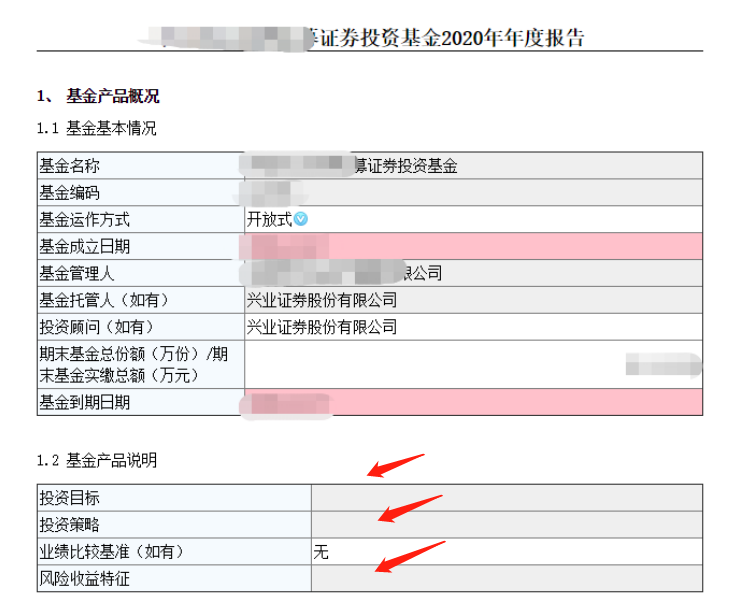 证券投资基金2020年年度报告
1、 基金产品概况
1.1 基金基本情况
基金名称 募证券投资基金
基金编码
基金运作方式 开放式
基金成立日期
基金管理人 限公司
基金托管人（如有） 兴业证券股份有限公司
投资顾问（如有） 兴业证券股份有限公司
期末基金总份额（万份）/期
末基金实缴总额（万元）
基金到期日期
1.2 基金产品说明
投资目标
投资策略
业绩比较基准（如有） 无
风险收益特征